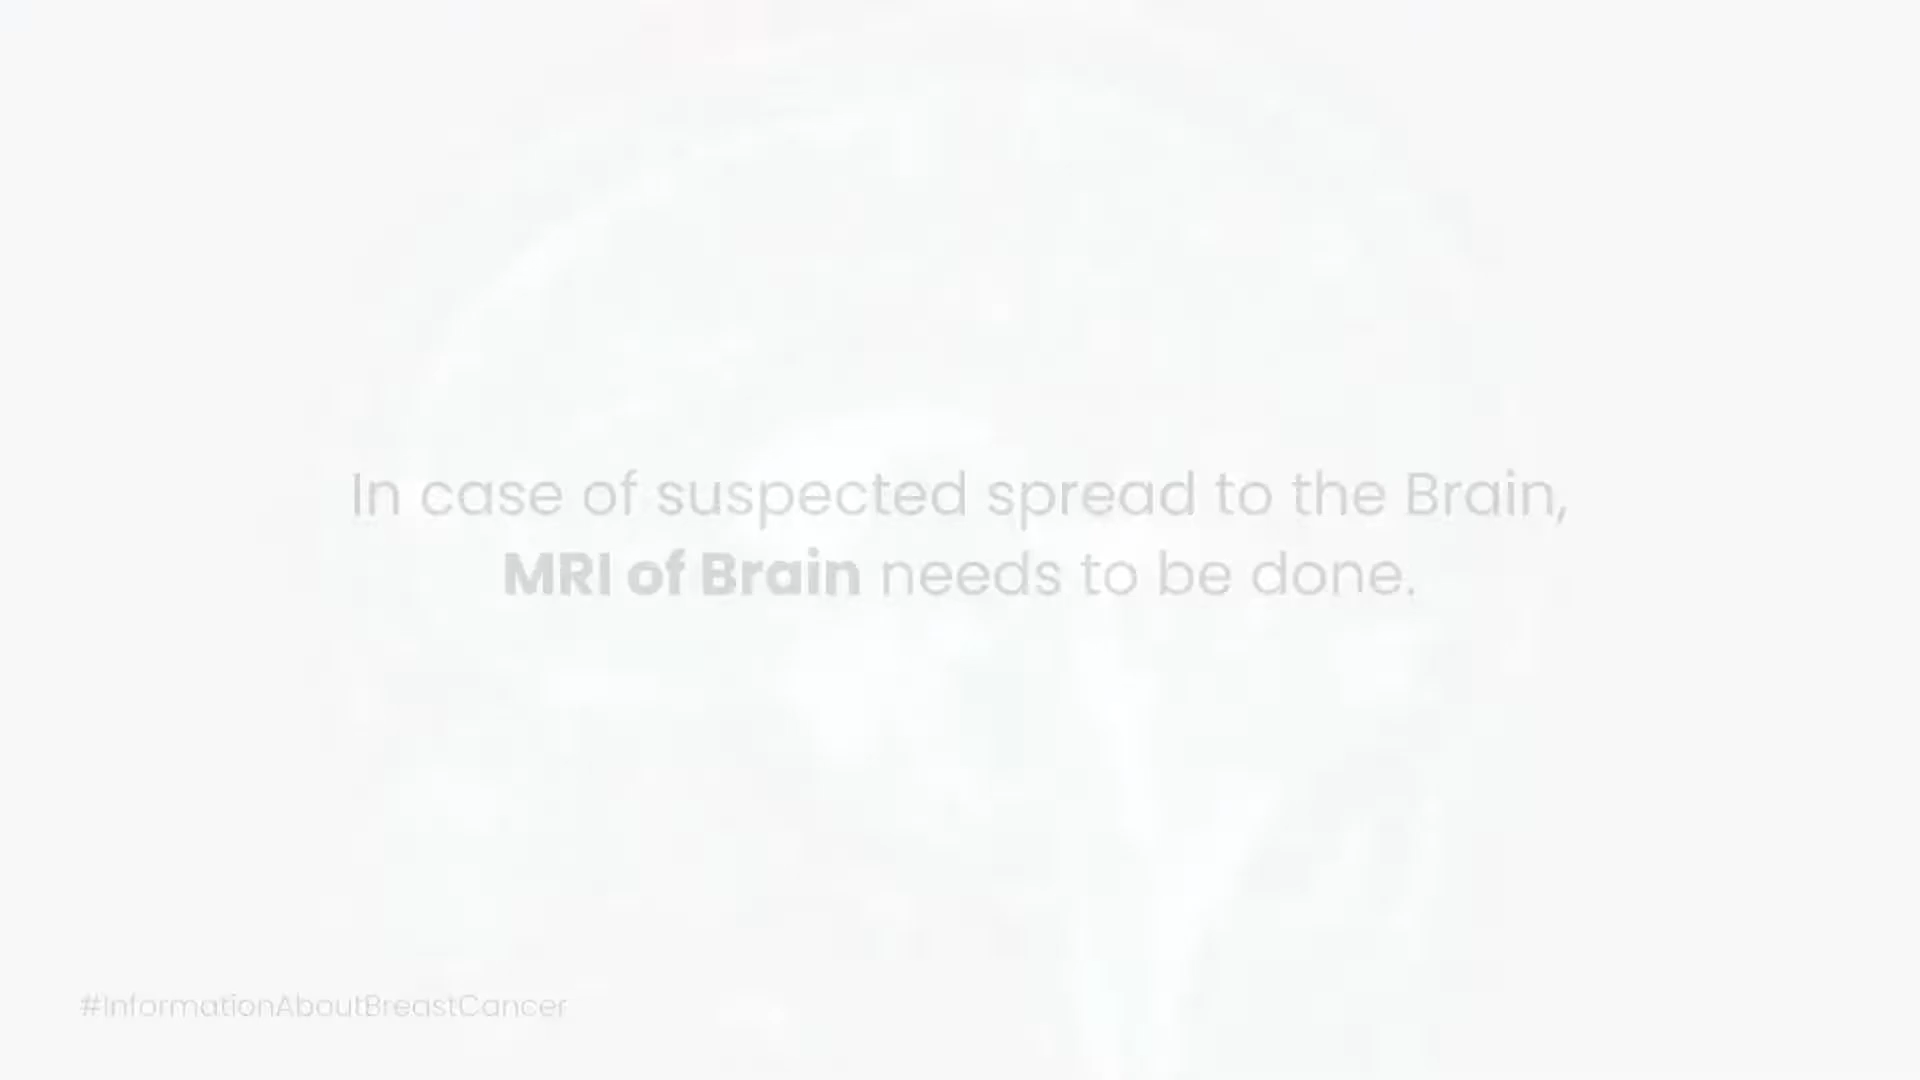 In case of suspected spread to the Brain,
MRI of Brain needs to be done.
#InformationAboutBreastCancer